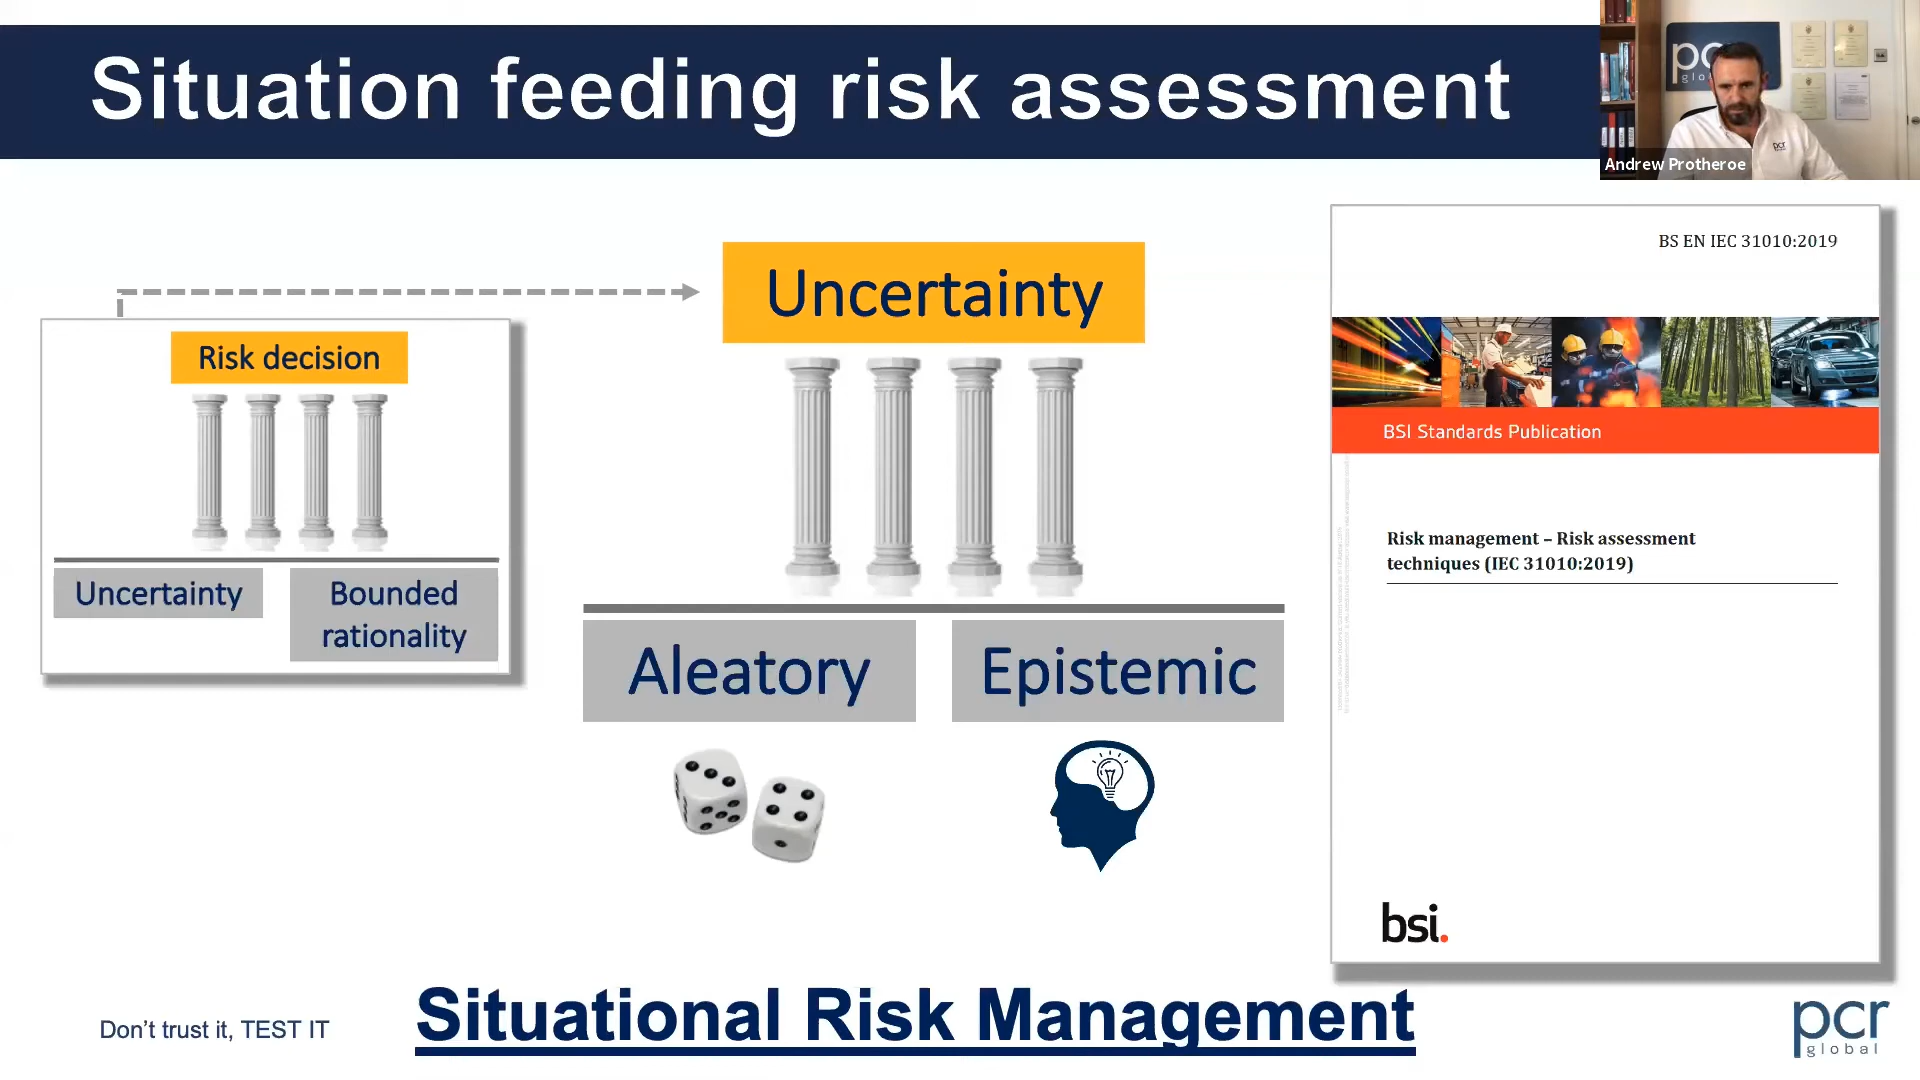 Situation feeding risk assessment
pcr
Andrew Protheroe
Risk decision
Uncertainty
Bounded
rationality
Uncertainty
Aleatory
Epistemic
BS EN IEC 31010:2019
BSI Standards Publication
Risk management – Risk assessment
techniques (IEC 31010:2019)
bsi.
Don't trust it, TEST IT
Situational Risk Management
pcr
global